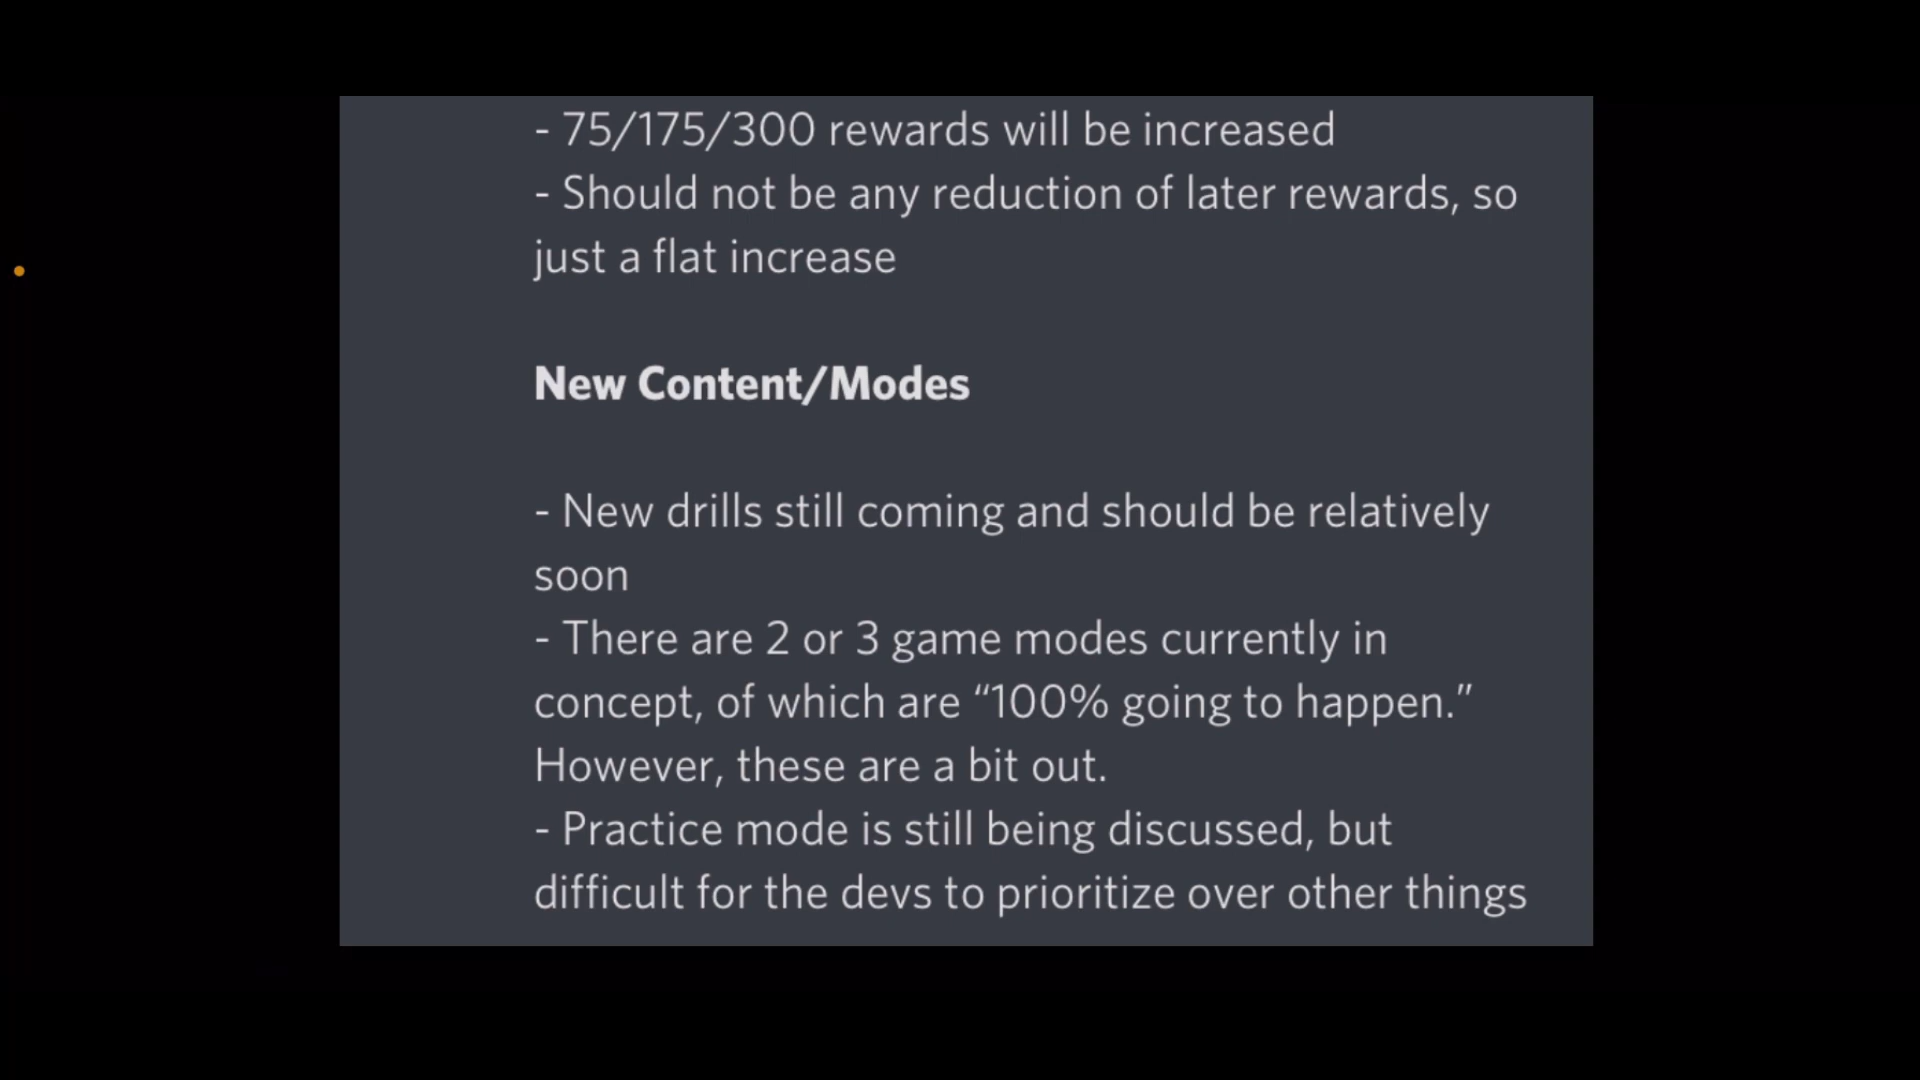 - 75/175/300 rewards will be increased
- Should not be any reduction of later rewards, so
just a flat increase
New Content/Modes
- New drills still coming and should be relatively
soon
- There are 2 or 3 game modes currently in
concept, of which are “100% going to happen.”
However, these are a bit out.
- Practice mode is still being discussed, but
difficult for the devs to prioritize over other things